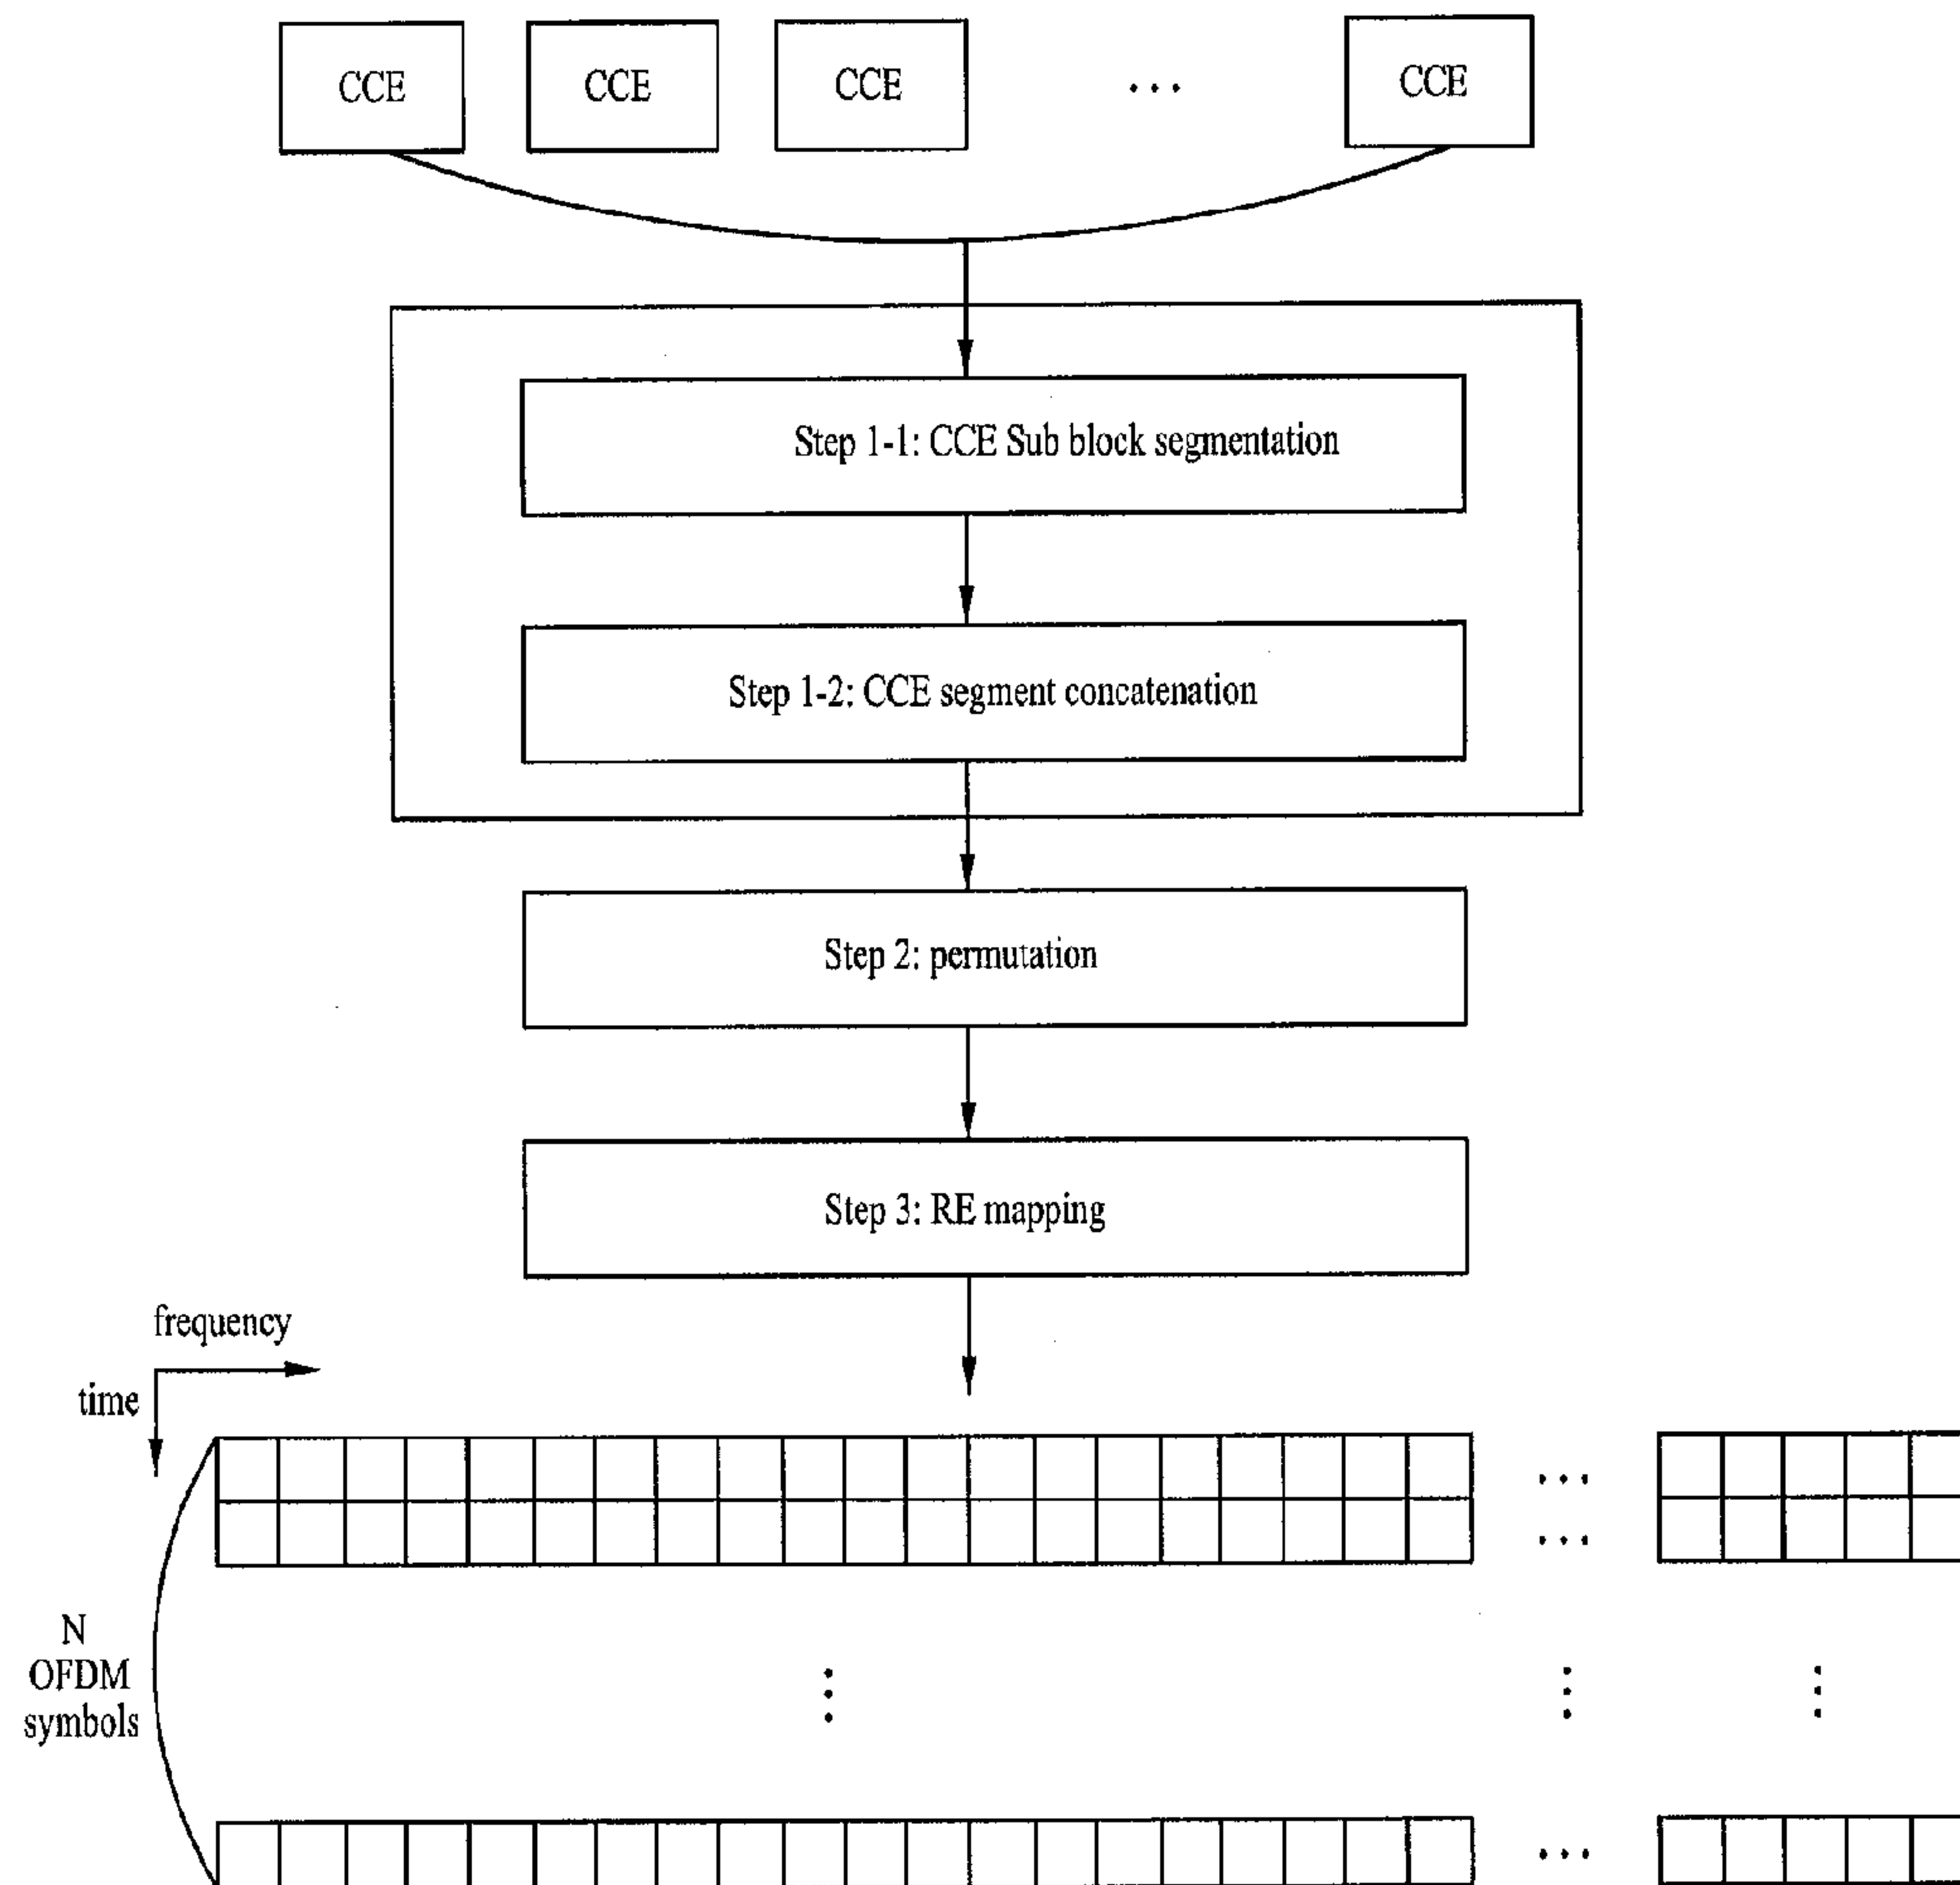 CCE CCE CCE ... CCE
Step 1-1: CCE Sub block segmentation
Step 1-2: CCE segment concatenation
Step 2: permutation
Step 3: RE mapping
frequency
time
N
OFDM
symbols